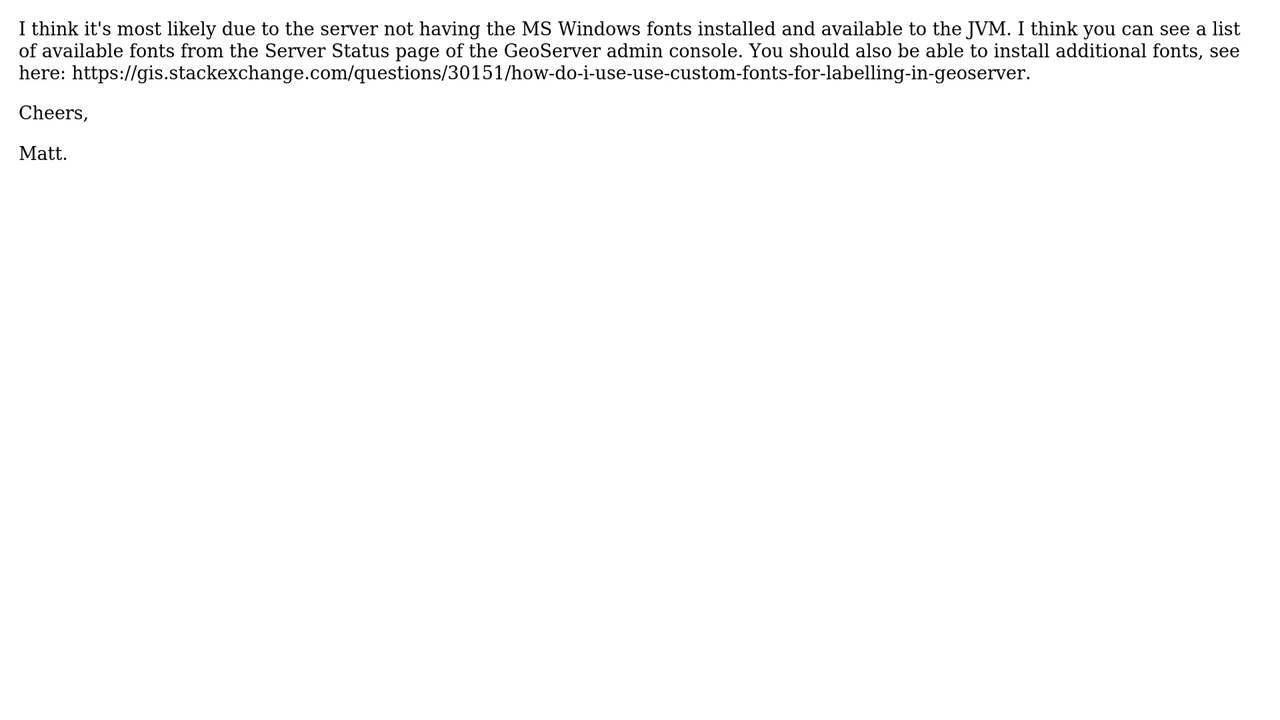 I think it's most likely due to the server not having the MS Windows fonts installed and available to the JVM. I think you can see a list
of available fonts from the Server Status page of the GeoServer admin console. You should also be able to install additional fonts, see
here: https://gis.stackexchange.com/questions/30151/how-do-i-use-use-custom-fonts-for-labelling-in-geoserver.
Cheers,
Matt.